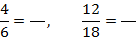 4/6 = —, 12/18 = —